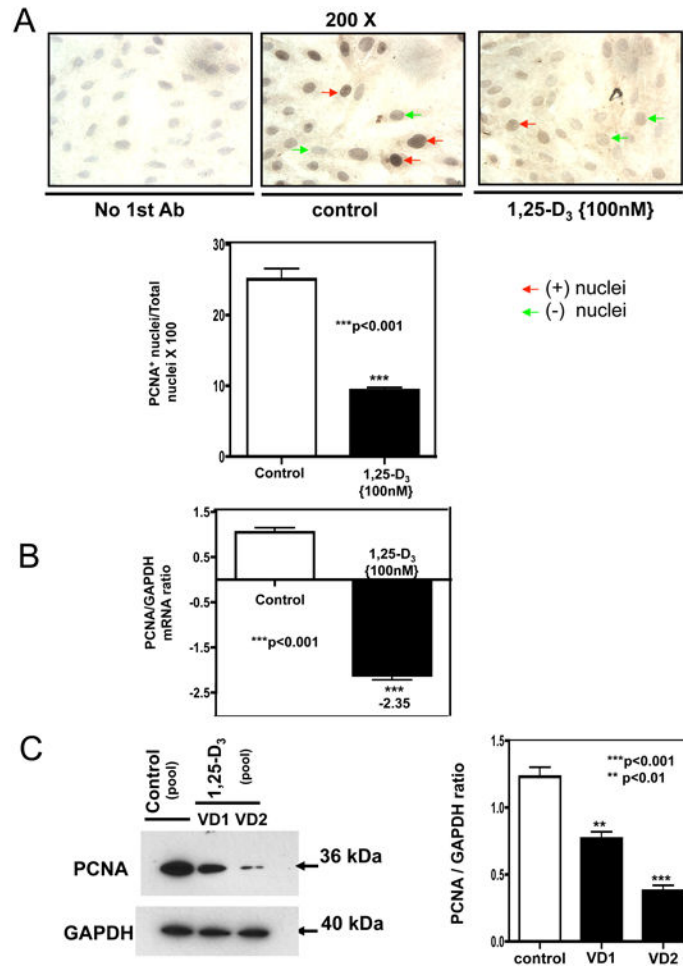 A
200 X
No 1st Ab
control
1,25-D₃ {100nM}
(+) nuclei
(-) nuclei
PCNA⁺ nuclei/Total
nuclei X 100
30
20
10
0
***p<0.001
***
Control
1,25-D₃
{100nM}
B
PCNA/GAPDH
mRNA ratio
1.5
0.5
-0.5
-1.5
-2.5
1,25-D₃
{100nM}
Control
***p<0.001
***
-2.35
C
Control
(pool)
1,25-D₃
(pool)
VD1 VD2
PCNA
36 kDa
GAPDH
40 kDa
PCNA / GAPDH ratio
1.5
1.0
0.5
0.0
***p<0.001
** p<0.01
**
***
control
VD1
VD2